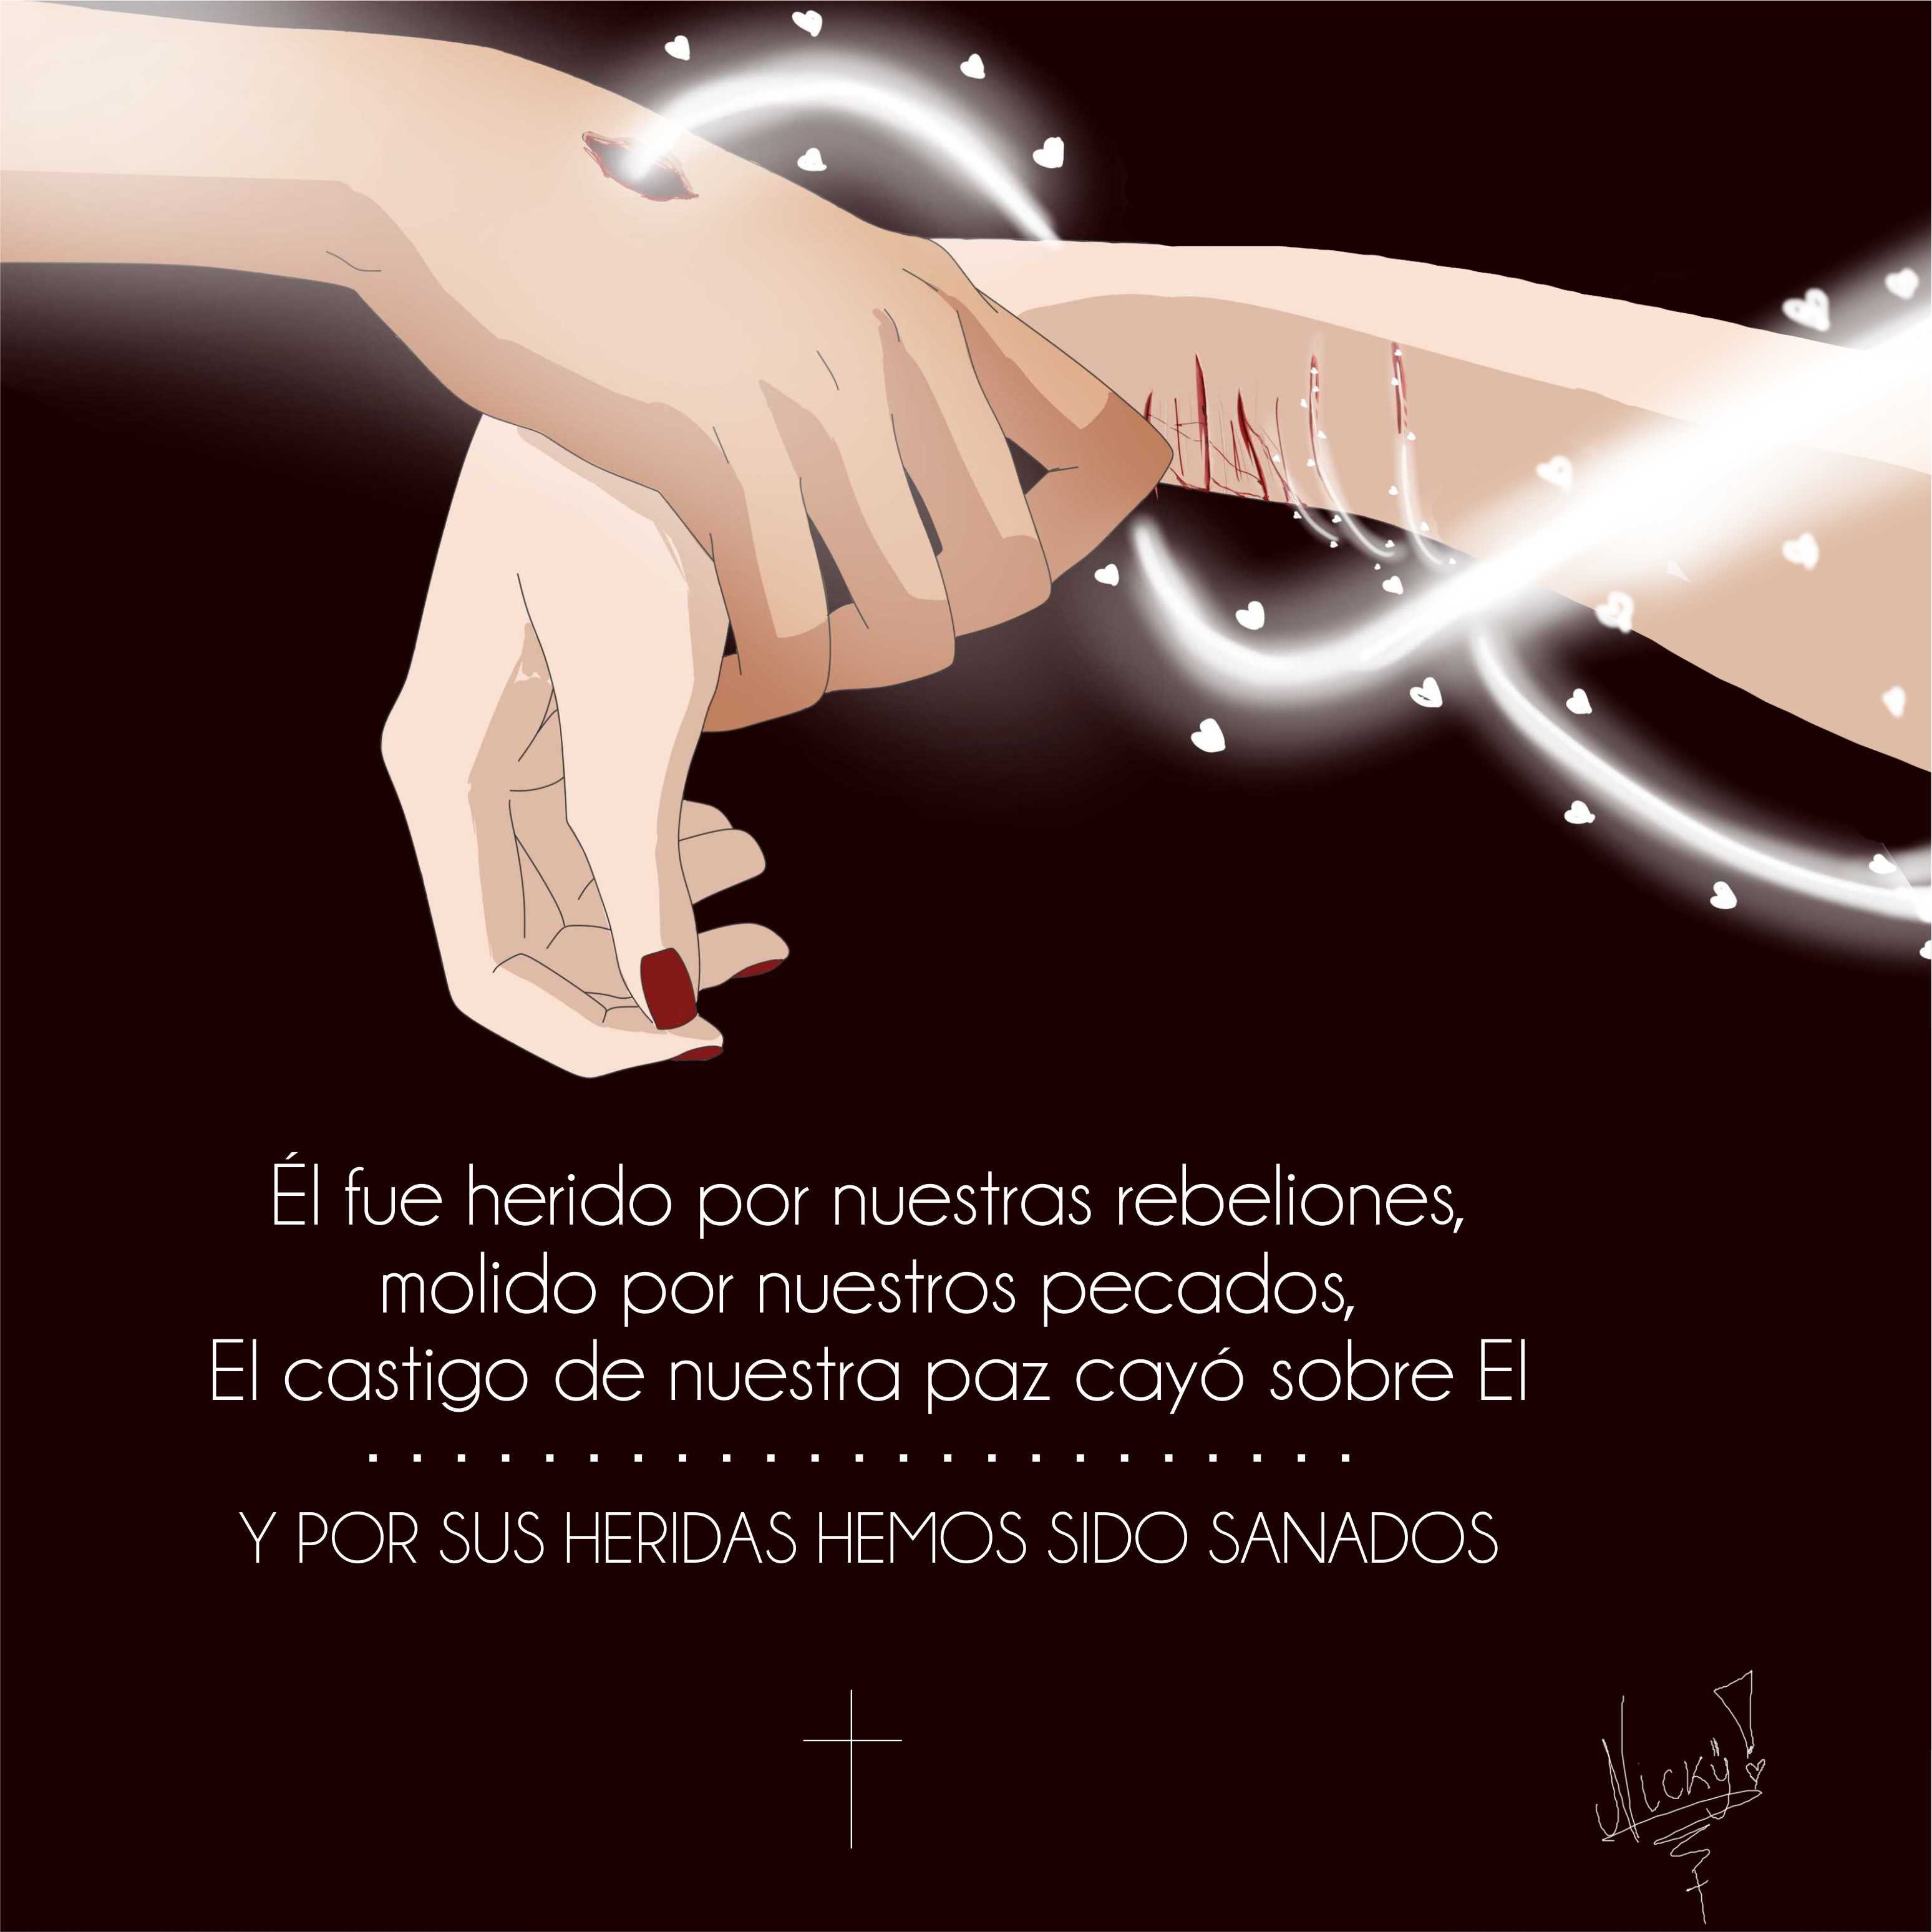 Él fue herido por nuestras rebeliones,
molido por nuestros pecados,
El castigo de nuestra paz cayó sobre El
. . . . . . . . . . . . . . . . . . . . . . .
Y POR SUS HERIDAS HEMOS SIDO SANADOS
Nicky!